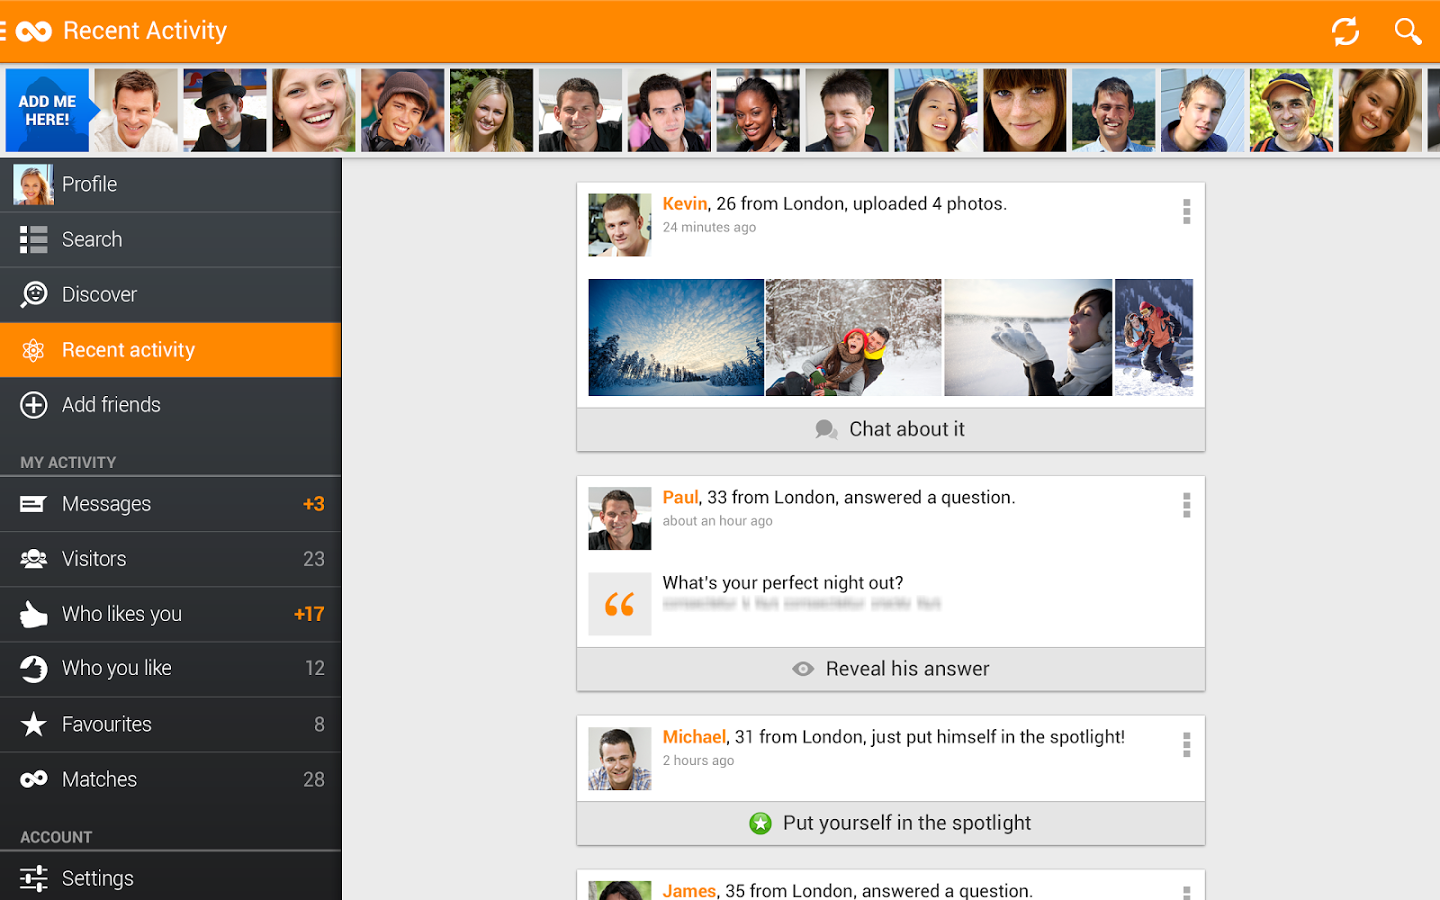 Recent Activity
ADD ME
HERE!
Profile
Search
Discover
Recent activity
Add friends
MY ACTIVITY
Messages +3
Visitors 23
Who likes you +17
Who you like 12
Favourites 8
Matches 28
ACCOUNT
Settings
Kevin, 26 from London, uploaded 4 photos.
24 minutes ago
Chat about it
Paul, 33 from London, answered a question.
about an hour ago
What's your perfect night out?
Reveal his answer
Michael, 31 from London, just put himself in the spotlight!
2 hours ago
Put yourself in the spotlight
James, 35 from London, answered a question.